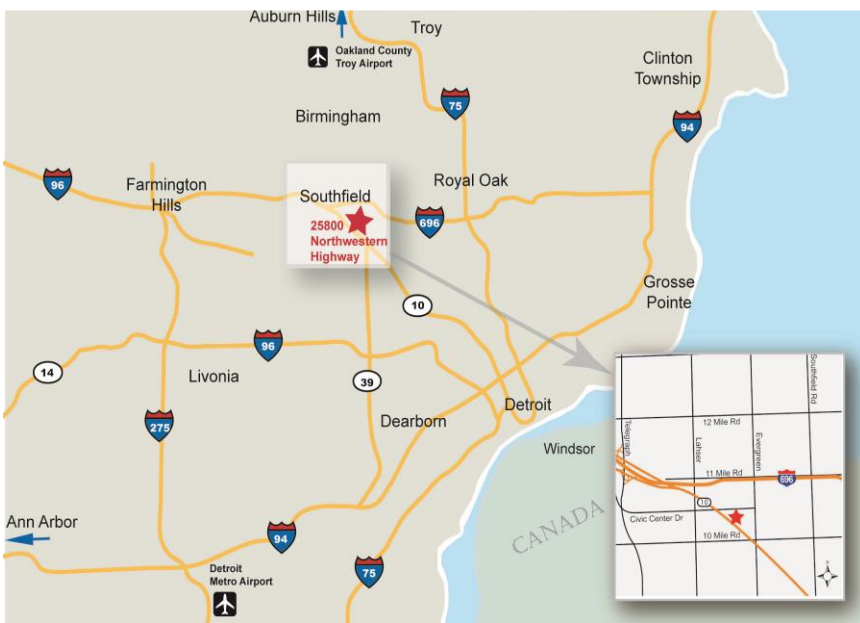 Auburn Hills
Troy
Oakland County
Troy Airport
Clinton
Township
75
94
Birmingham
96
Farmington
Hills
Southfield
Royal Oak
25800
Northwestern
Highway
696
Grosse
Pointe
10
96
14
Livonia
39
275
Dearborn
Detroit
Windsor
CANADA
Ann Arbor
94
Detroit
Metro Airport
75
Southfield Rd
12 Mile Rd
Telegraph
Lahser
Evergreen
11 Mile Rd
696
10
Civic Center Dr
10 Mile Rd